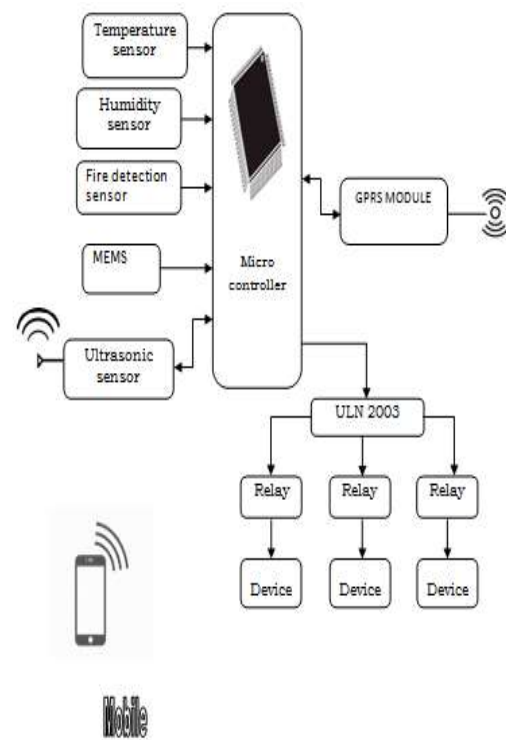 Temperature
sensor
Humidity
sensor
Fire detection
sensor
MEMS
Ultrasonic
sensor
Micro
controller
GPRS MODULE
ULN 2003
Relay
Relay
Relay
Device
Device
Device
Mobile